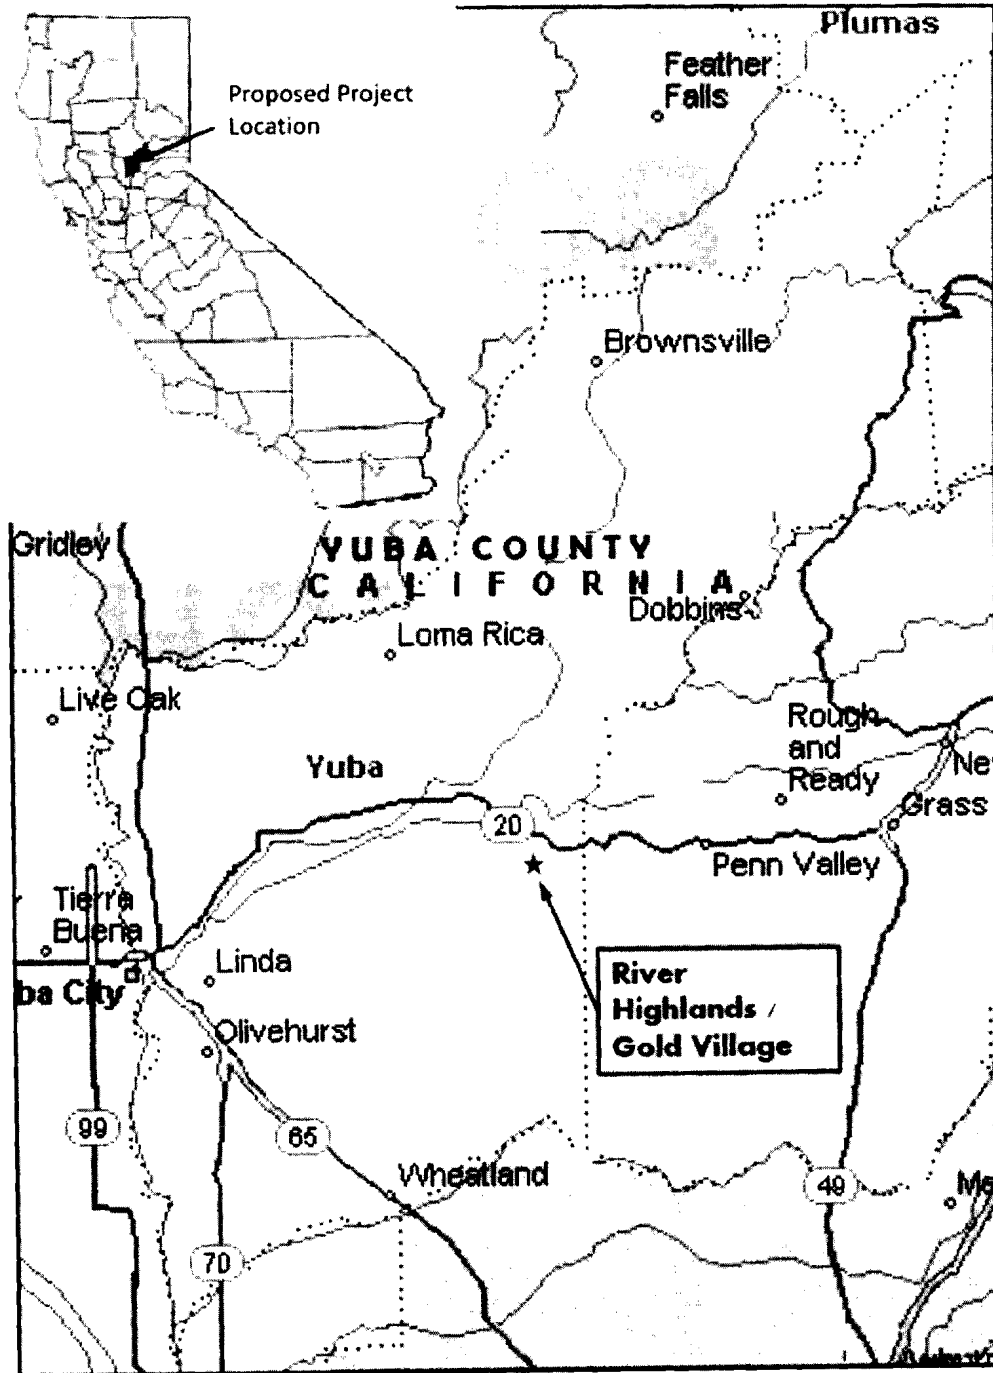 Plumas
Feather
Falls
Proposed Project
Location
Brownsville
Gridley
YUBA COUNTY
CALIFORNIA
Dobbins
Loma Rica
Live Oak
Rough
and
Ready
Yuba
Ne
Grass
20
Penn Valley
Tierra
Buena
Linda
ba City
River
Highlands /
Gold Village
Olivehurst
99
65
Wheatland
49
Me
70